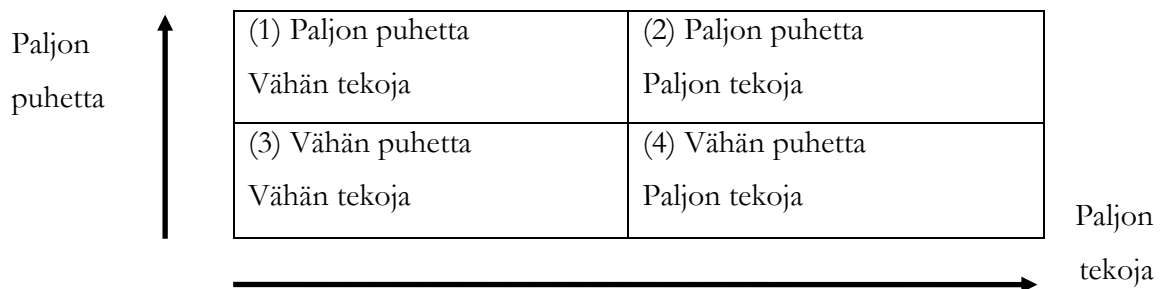 Paljon
puhetta
(1) Paljon puhetta
Vähän tekoja
(2) Paljon puhetta
Paljon tekoja
(3) Vähän puhetta
Vähän tekoja
(4) Vähän puhetta
Paljon tekoja
Paljon
tekoja